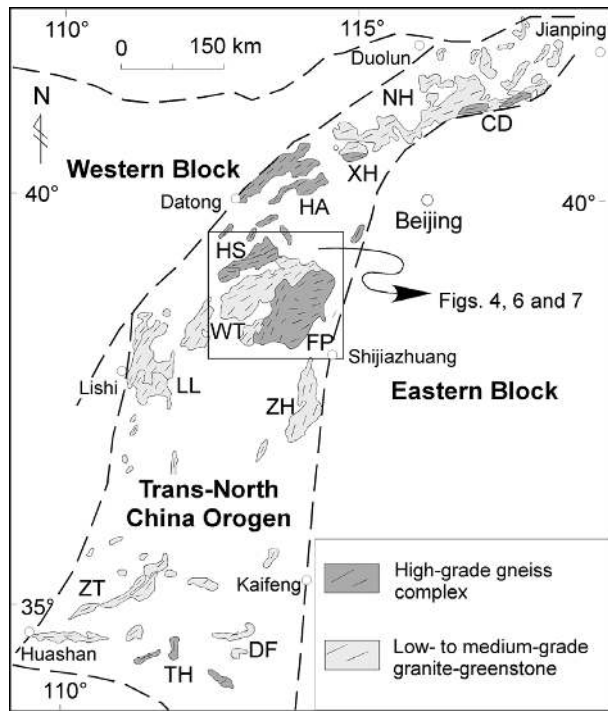 110°
115°
0 150 km
Jianping
Duolun
N
NH
CD
Western Block
XH
40°
Datong
HA
Beijing
40°
HS
Figs. 4, 6 and 7
WT
FP
Shijiazhuang
Lishi
LL
Eastern Block
ZH
Trans-North
China Orogen
High-grade gneiss
complex
ZT
Kaifeng
35°
Low- to medium-grade
granite-greenstone
Huashan
DF
TH
110°